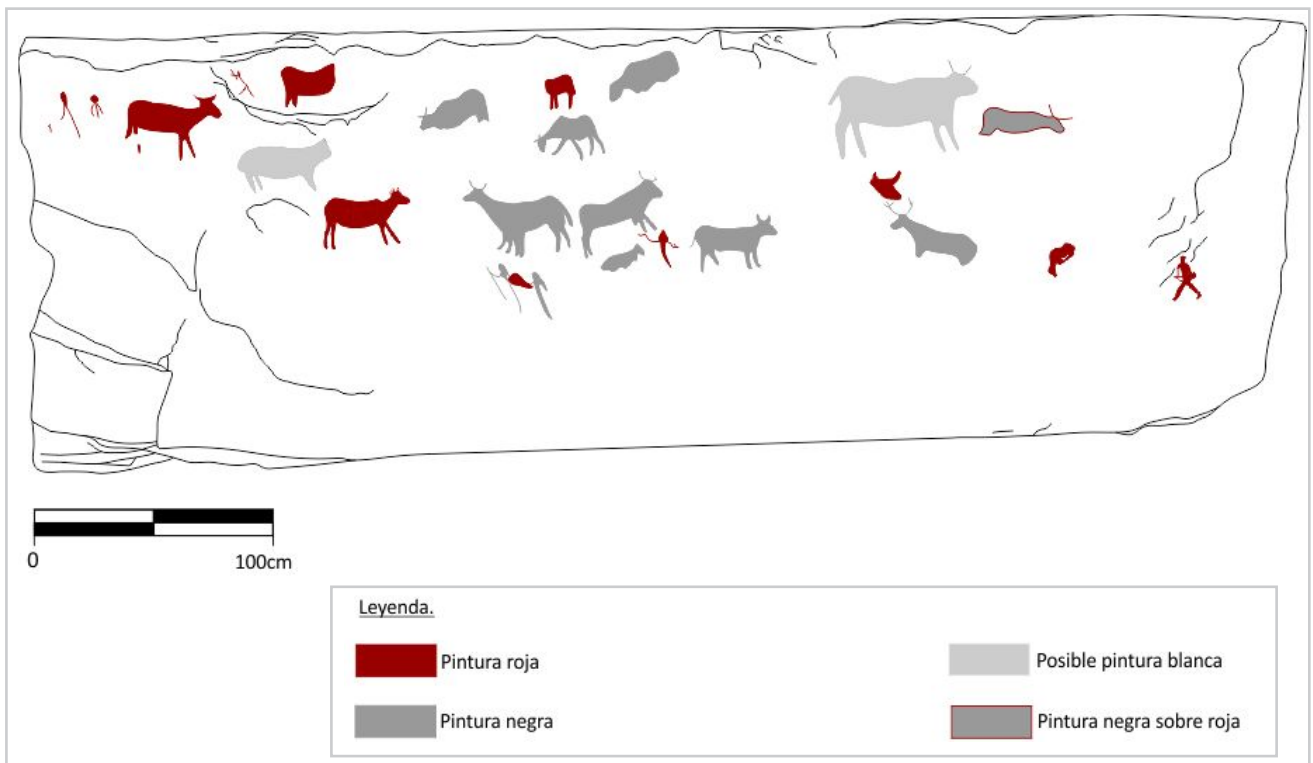 0
100cm
Leyenda.
Pintura roja
Posible pintura blanca
Pintura negra
Pintura negra sobre roja